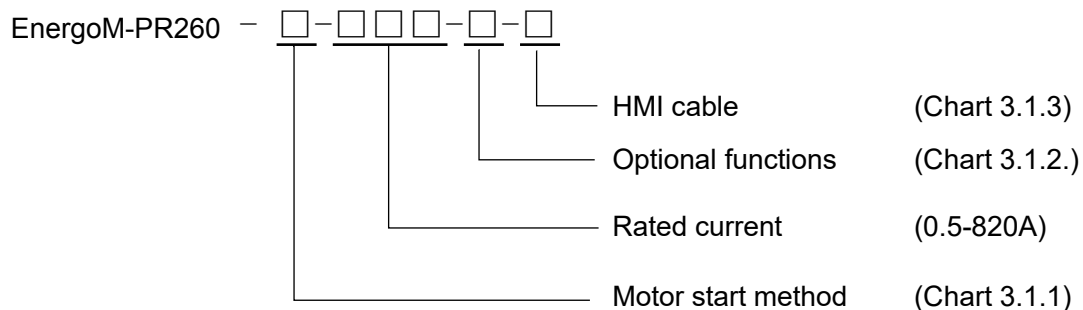 EnergoM-PR260 - □-□□□-□-□
HMI cable (Chart 3.1.3)
Optional functions (Chart 3.1.2.)
Rated current (0.5-820A)
Motor start method (Chart 3.1.1)